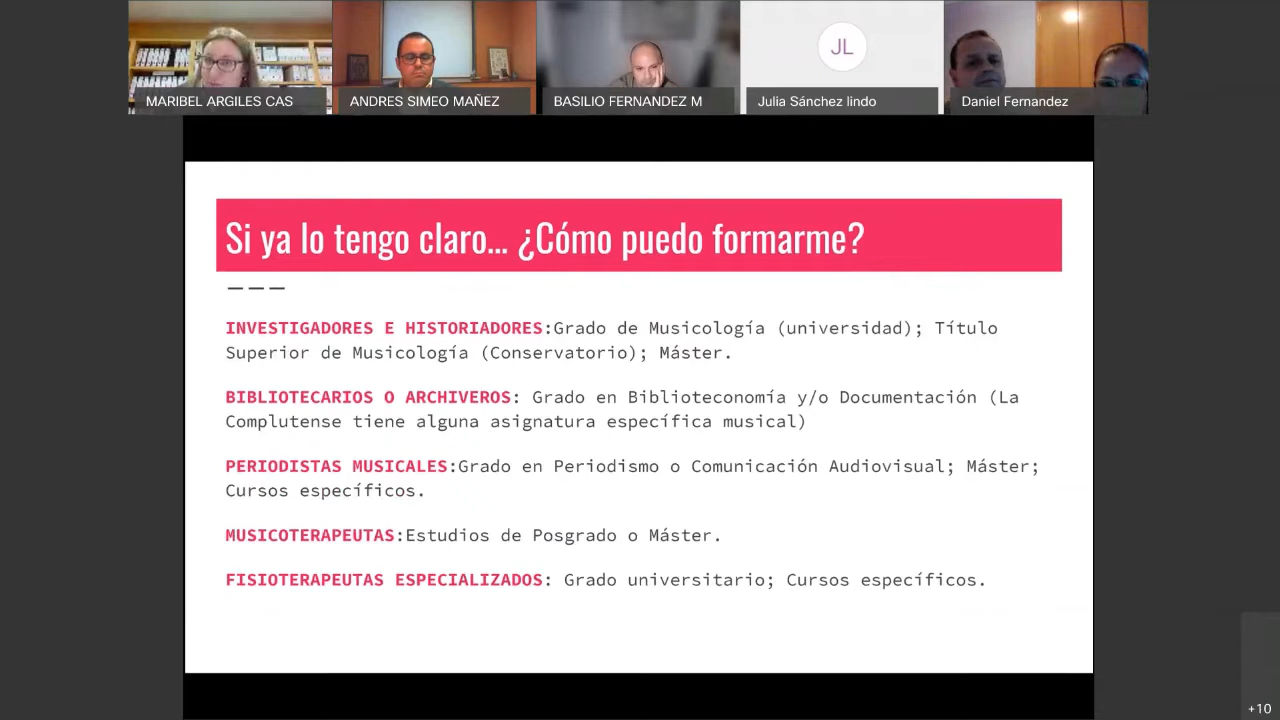 MARIBEL ARGILES CAS
ANDRES SIMEO MAÑEZ
BASILIO FERNANDEZ M
JL
Julia Sánchez lindo
Daniel Fernandez
Si ya lo tengo claro... ¿Cómo puedo formarme?
INVESTIGADORES E HISTORIADORES:Grado de Musicología (universidad); Título
Superior de Musicología (Conservatorio); Máster.
BIBLIOTECARIOS O ARCHIVEROS: Grado en Biblioteconomía y/o Documentación (La
Complutense tiene alguna asignatura específica musical)
PERIODISTAS MUSICALES:Grado en Periodismo o Comunicación Audiovisual; Máster;
Cursos específicos.
MUSICOTERAPEUTAS:Estudios de Posgrado o Máster.
FISIOTERAPEUTAS ESPECIALIZADOS: Grado universitario; Cursos específicos.
+10